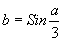 b = Sin a/3